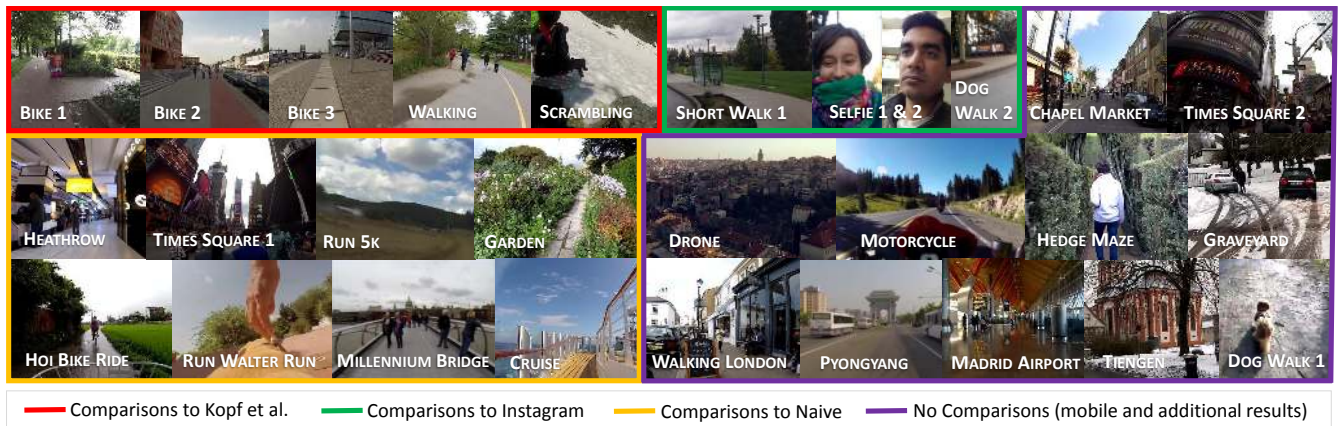 BIKE 1 BIKE 2 BIKE 3 WALKING SCRAMBLING SHORT WALK 1 SELFIE 1 & 2 DOG WALK 2 CHAPEL MARKET TIMES SQUARE 2
HEATHROW TIMES SQUARE 1 RUN 5K GARDEN DRONE MOTORCYCLE HEDGE MAZE GRAVEYARD
HOI BIKE RIDE RUN WALTER RUN MILLENNIUM BRIDGE CRUISE WALKING LONDON PYONGYANG MADRID AIRPORT TIENGEN DOG WALK 1
Comparisons to Kopf et al. Comparisons to Instagram Comparisons to Naive No Comparisons (mobile and additional results)